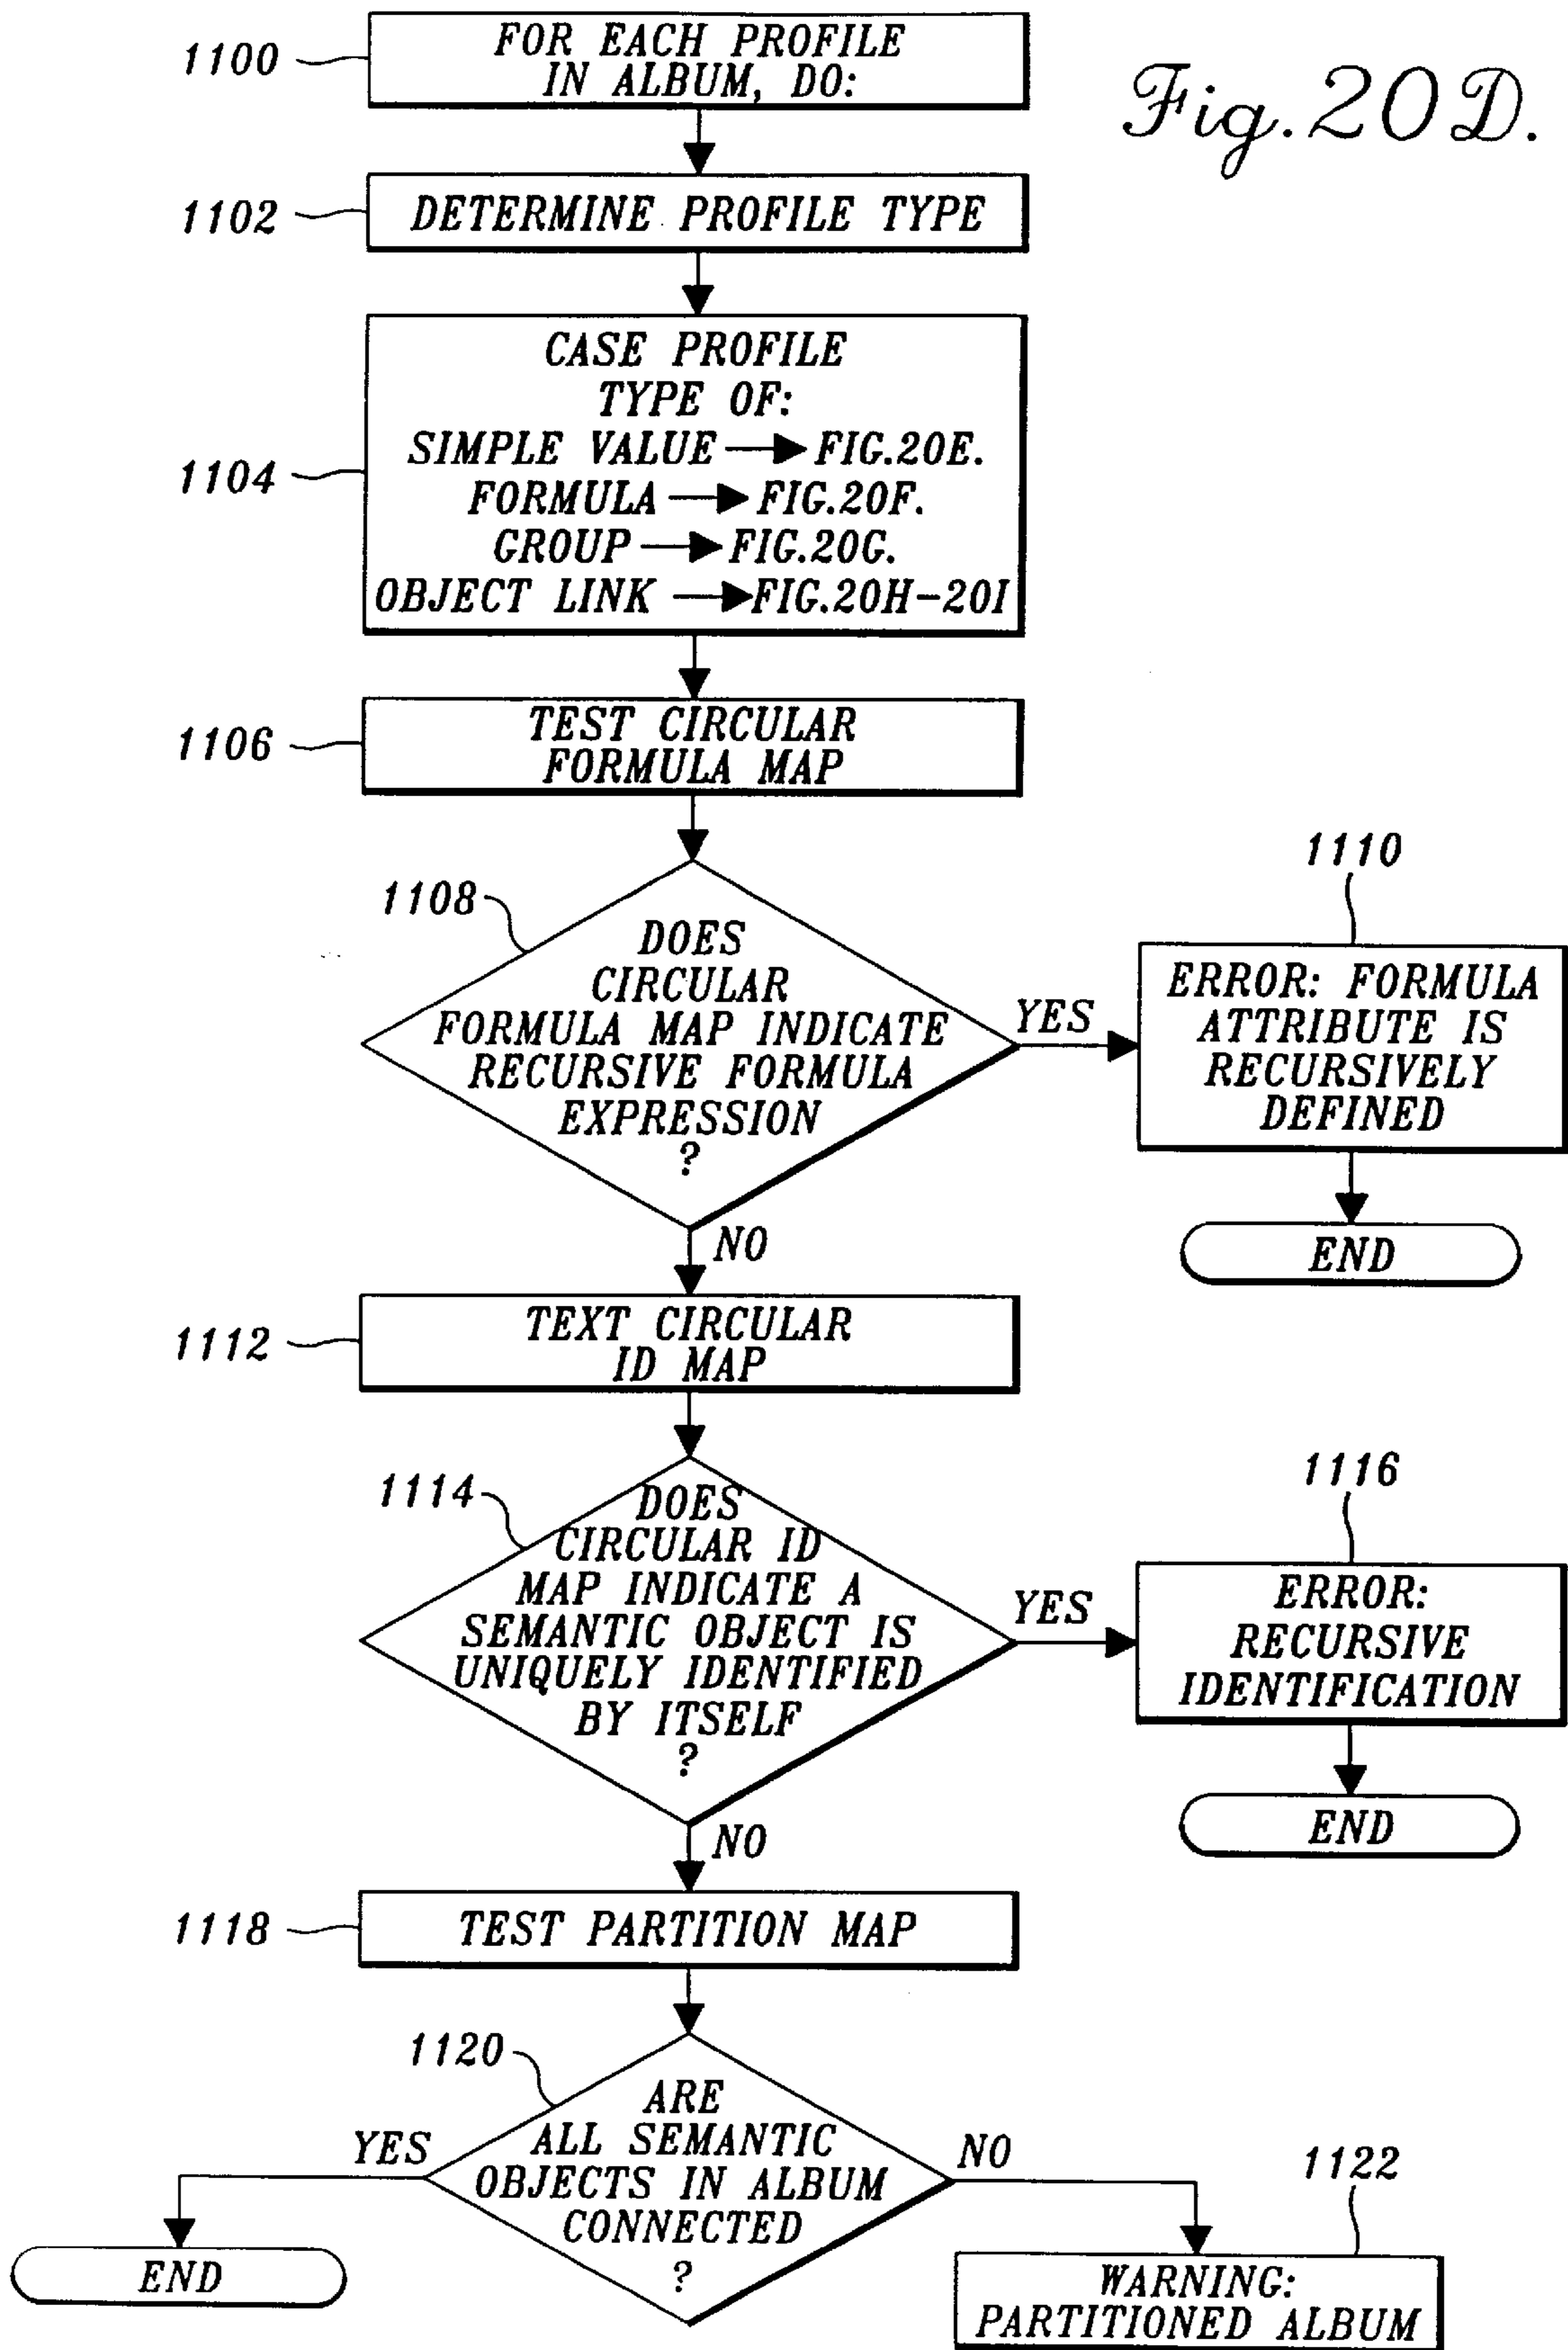 Fig. 20D.
1100
FOR EACH PROFILE
IN ALBUM, DO:
1102
DETERMINE PROFILE TYPE
1104
CASE PROFILE
TYPE OF:
SIMPLE VALUE → FIG.20E.
FORMULA → FIG.20F.
GROUP → FIG.20G.
OBJECT LINK → FIG.20H-20I
1106
TEST CIRCULAR
FORMULA MAP
1108
DOES
CIRCULAR
FORMULA MAP INDICATE
RECURSIVE FORMULA
EXPRESSION
?
YES
1110
ERROR: FORMULA
ATTRIBUTE IS
RECURSIVELY
DEFINED
END
NO
1112
TEXT CIRCULAR
ID MAP
1114
DOES
CIRCULAR ID
MAP INDICATE A
SEMANTIC OBJECT IS
UNIQUELY IDENTIFIED
BY ITSELF
?
YES
1116
ERROR:
RECURSIVE
IDENTIFICATION
END
NO
1118
TEST PARTITION MAP
1120
ARE
ALL SEMANTIC
OBJECTS IN ALBUM
CONNECTED
?
YES
END
NO
1122
WARNING:
PARTITIONED ALBUM